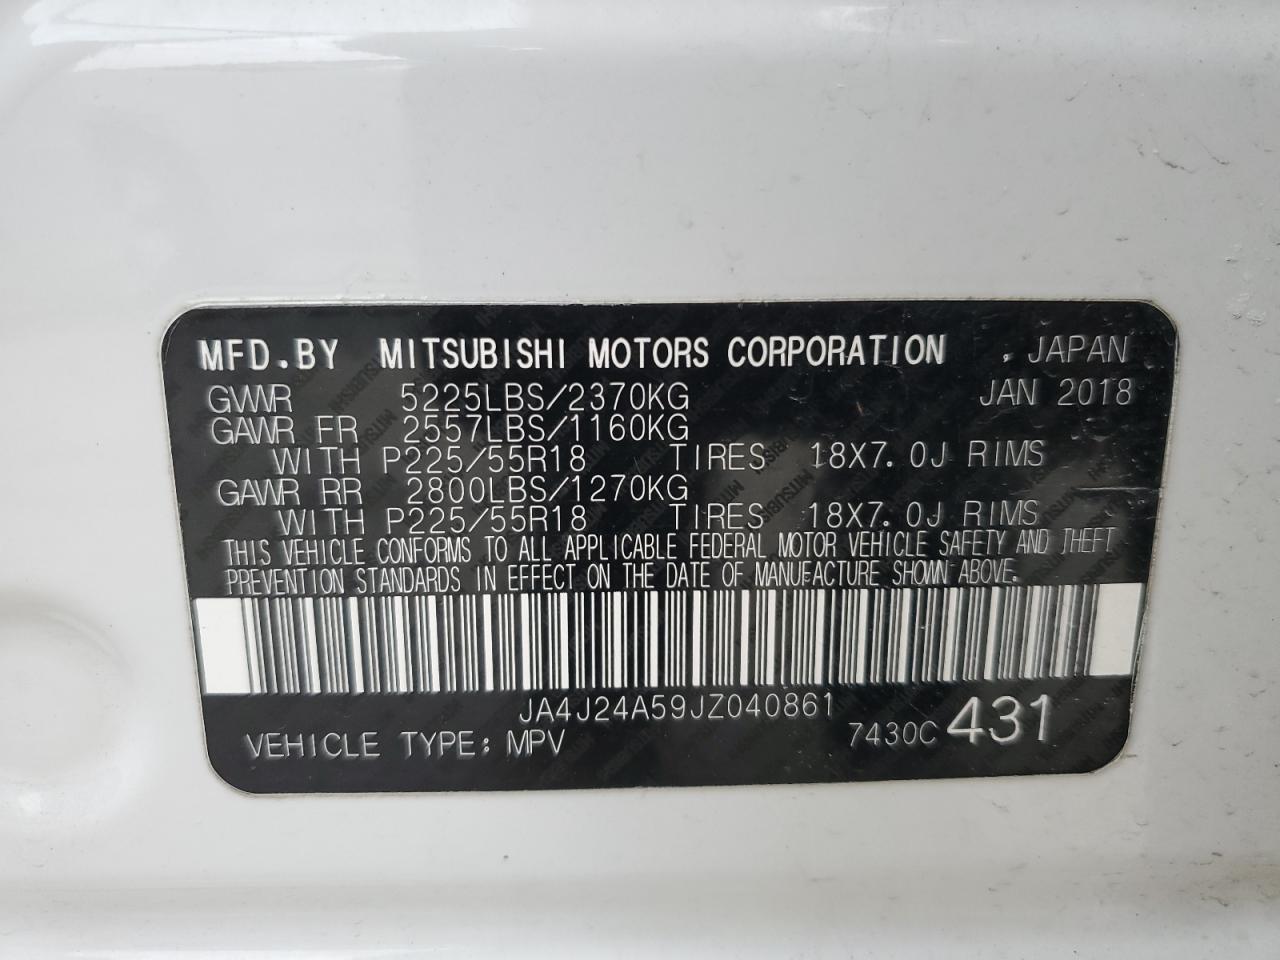 MFD.BY MITSUBISHI MOTORS CORPORATION , JAPAN
GVWR 5225LBS/2370KG JAN 2018
GAWR FR 2557LBS/1160KG
WITH P225/55R18 TIRES 18X7.0J RIMS
GAWR RR 2800LBS/1270KG
WITH P225/55R18 TIRES 18X7.0J RIMS
THIS VEHICLE CONFORMS TO ALL APPLICABLE FEDERAL MOTOR VEHICLE SAFETY AND THEFT
PREVENTION STANDARDS IN EFFECT ON THE DATE OF MANUFACTURE SHOWN ABOVE.
JA4J24A59JZ040861
VEHICLE TYPE: MPV 7430C 431